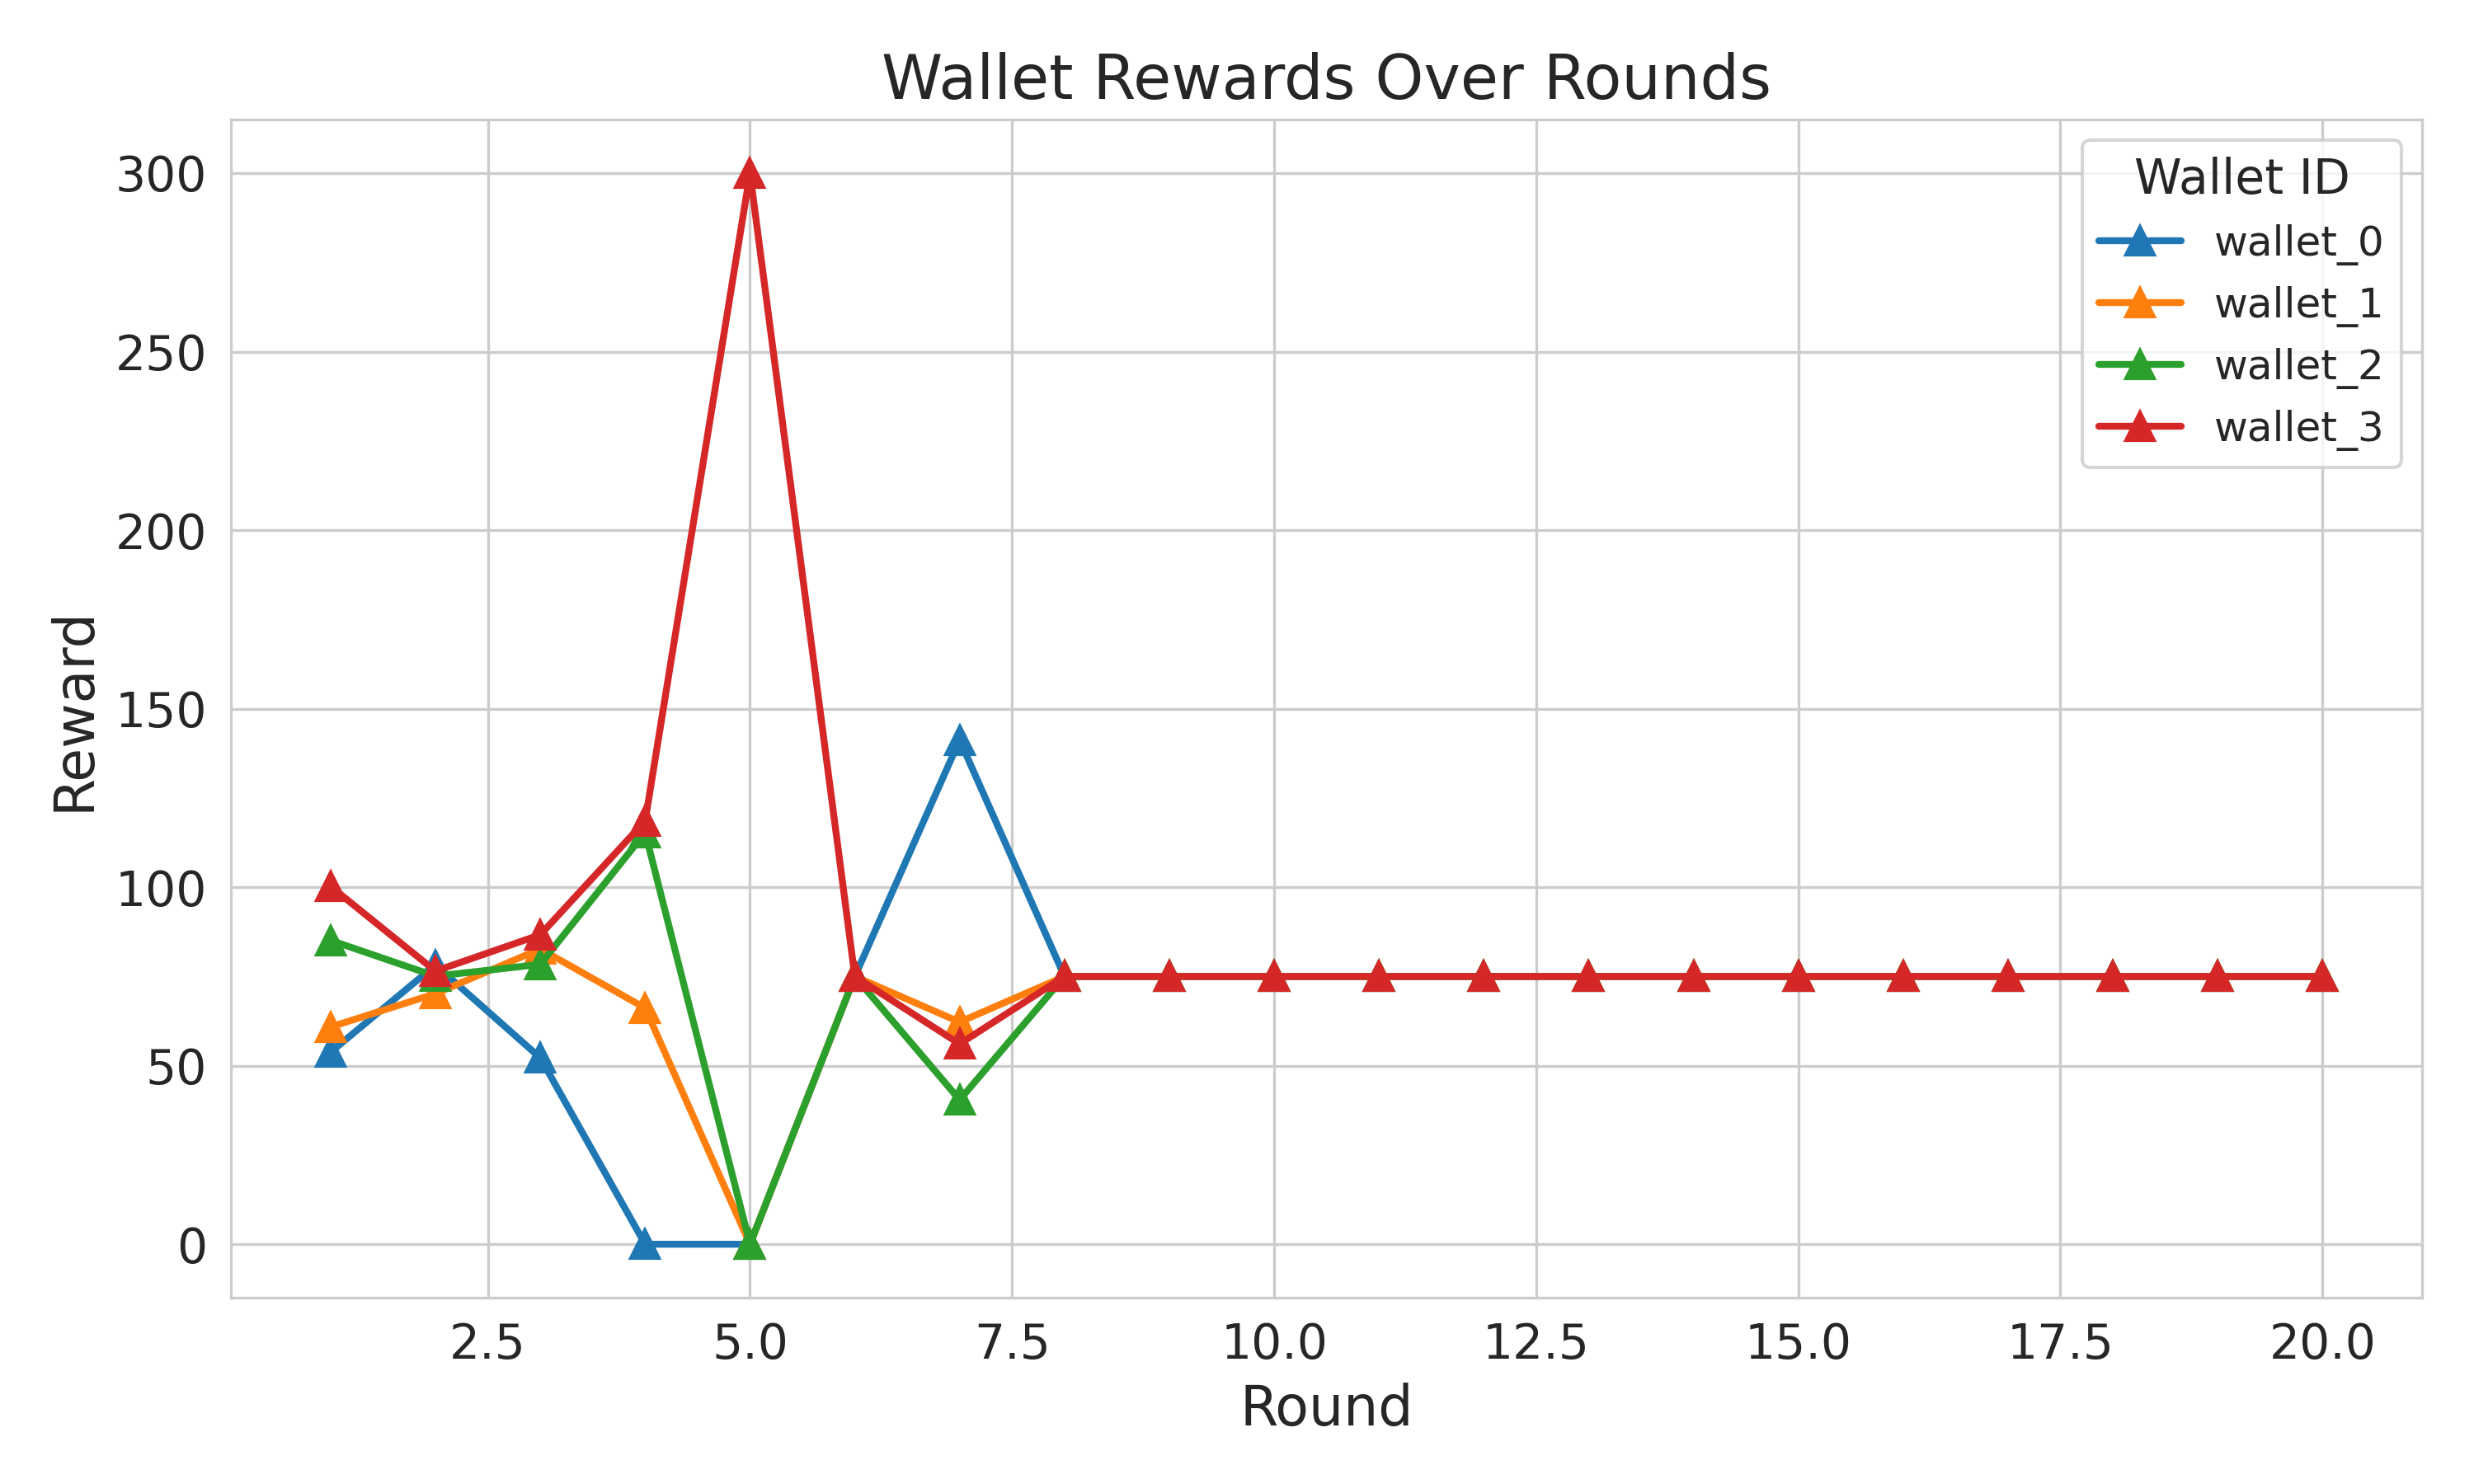 Wallet Rewards Over Rounds
Wallet ID
wallet_0
wallet_1
wallet_2
wallet_3
Reward
300
250
200
150
100
50
0
2.5 5.0 7.5 10.0 12.5 15.0 17.5 20.0
Round